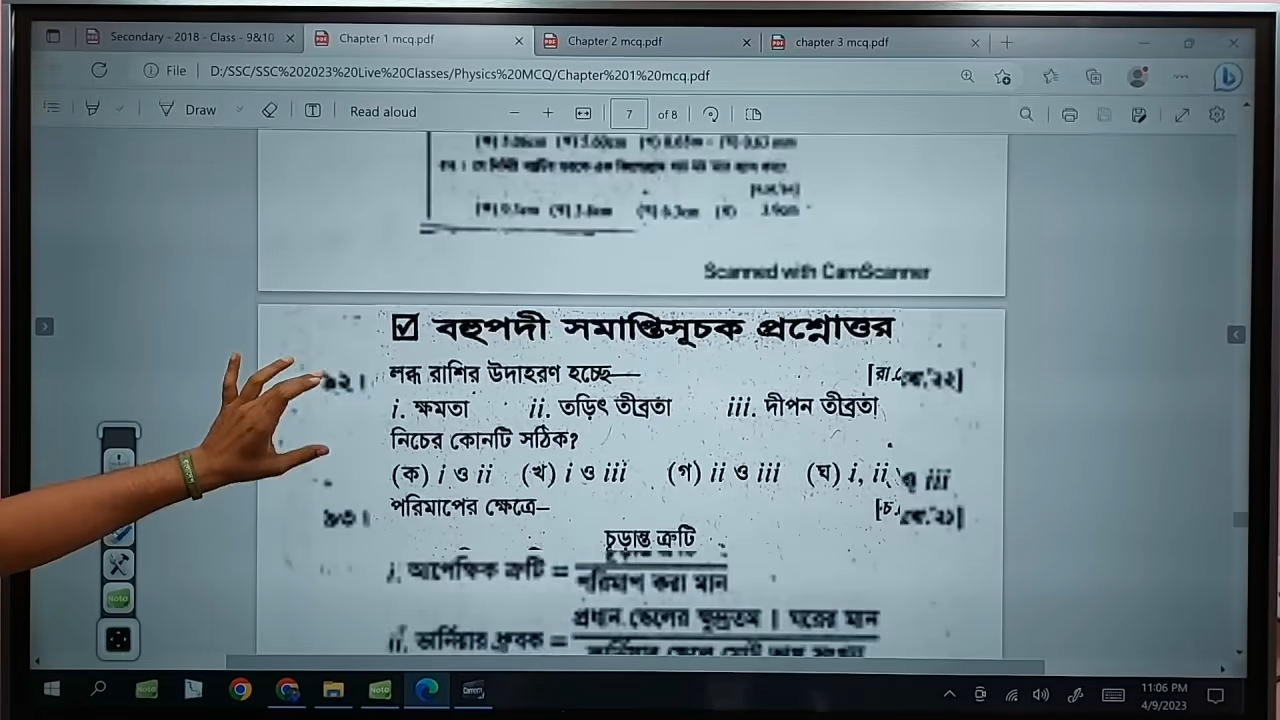 Secondary - 2018 - Class - 9&10
Chapter 1 mcq.pdf
Chapter 2 mcq.pdf
chapter 3 mcq.pdf
File
D:/SSC/SSC%202023%20Live%20Classes/Physics%20MCQ/Chapter%201%20mcq.pdf
Draw
Read aloud
7 of 8
Scanned with CamScanner
বহুপদী সমাপ্তিসূচক প্রশ্নোত্তর
৯২। লব্ধ রাশির উদাহরণ হচ্ছে—
i. ক্ষমতা ii. তড়িৎ তীব্রতা iii. দীপন তীব্রতা
নিচের কোনটি সঠিক?
(ক) i ও ii (খ) i ও iii (গ) ii ও iii (ঘ) i, ii ও iii
৯৩। পরিমাপের ক্ষেত্রে–
চূড়ান্ত ত্রুটি
i. আপেক্ষিক ত্রুটি =
পরিমাপ করা মান
প্রধান স্কেলের ক্ষুদ্রতম ১ ঘরের মান
ii. ভার্নিয়ার ধ্রুবক =
11:06 PM
4/9/2023